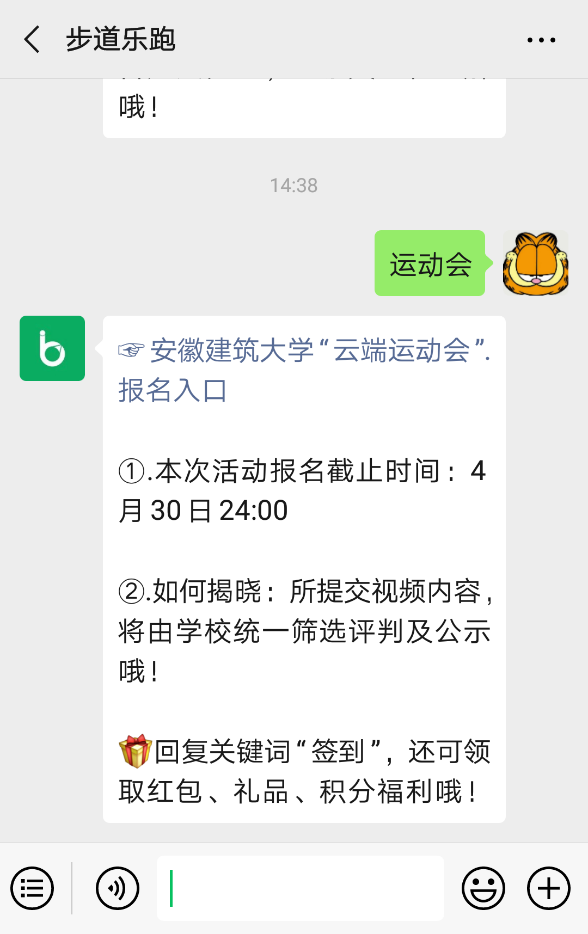 步道乐跑
哦！
14:38
运动会
☞安徽建筑大学“云端运动会”.
报名入口
①.本次活动报名截止时间：4
月30日24:00
②.如何揭晓：所提交视频内容，
将由学校统一筛选评判及公示
哦！
回复关键词“签到”，还可领
取红包、礼品、积分福利哦！